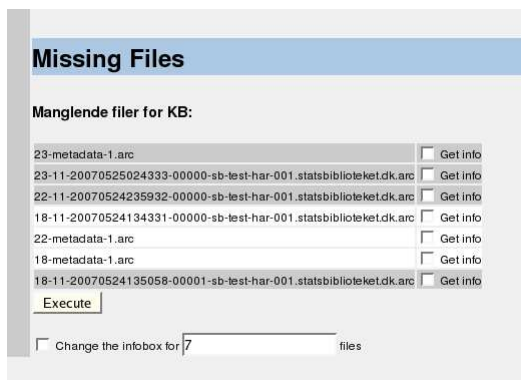 Missing Files
Manglende filer for KB:
23-metadata-1.arc Get info
23-11-20070525024333-00000-sb-test-har-001.statsbiblioteket.dk.arc Get info
22-11-20070524235932-00000-sb-test-har-001.statsbiblioteket.dk.arc Get info
18-11-20070524134331-00000-sb-test-har-001.statsbiblioteket.dk.arc Get info
22-metadata-1.arc Get info
18-metadata-1.arc Get info
18-11-20070524135058-00001-sb-test-har-001.statsbiblioteket.dk.arc Get info
Execute
Change the infobox for 7 files